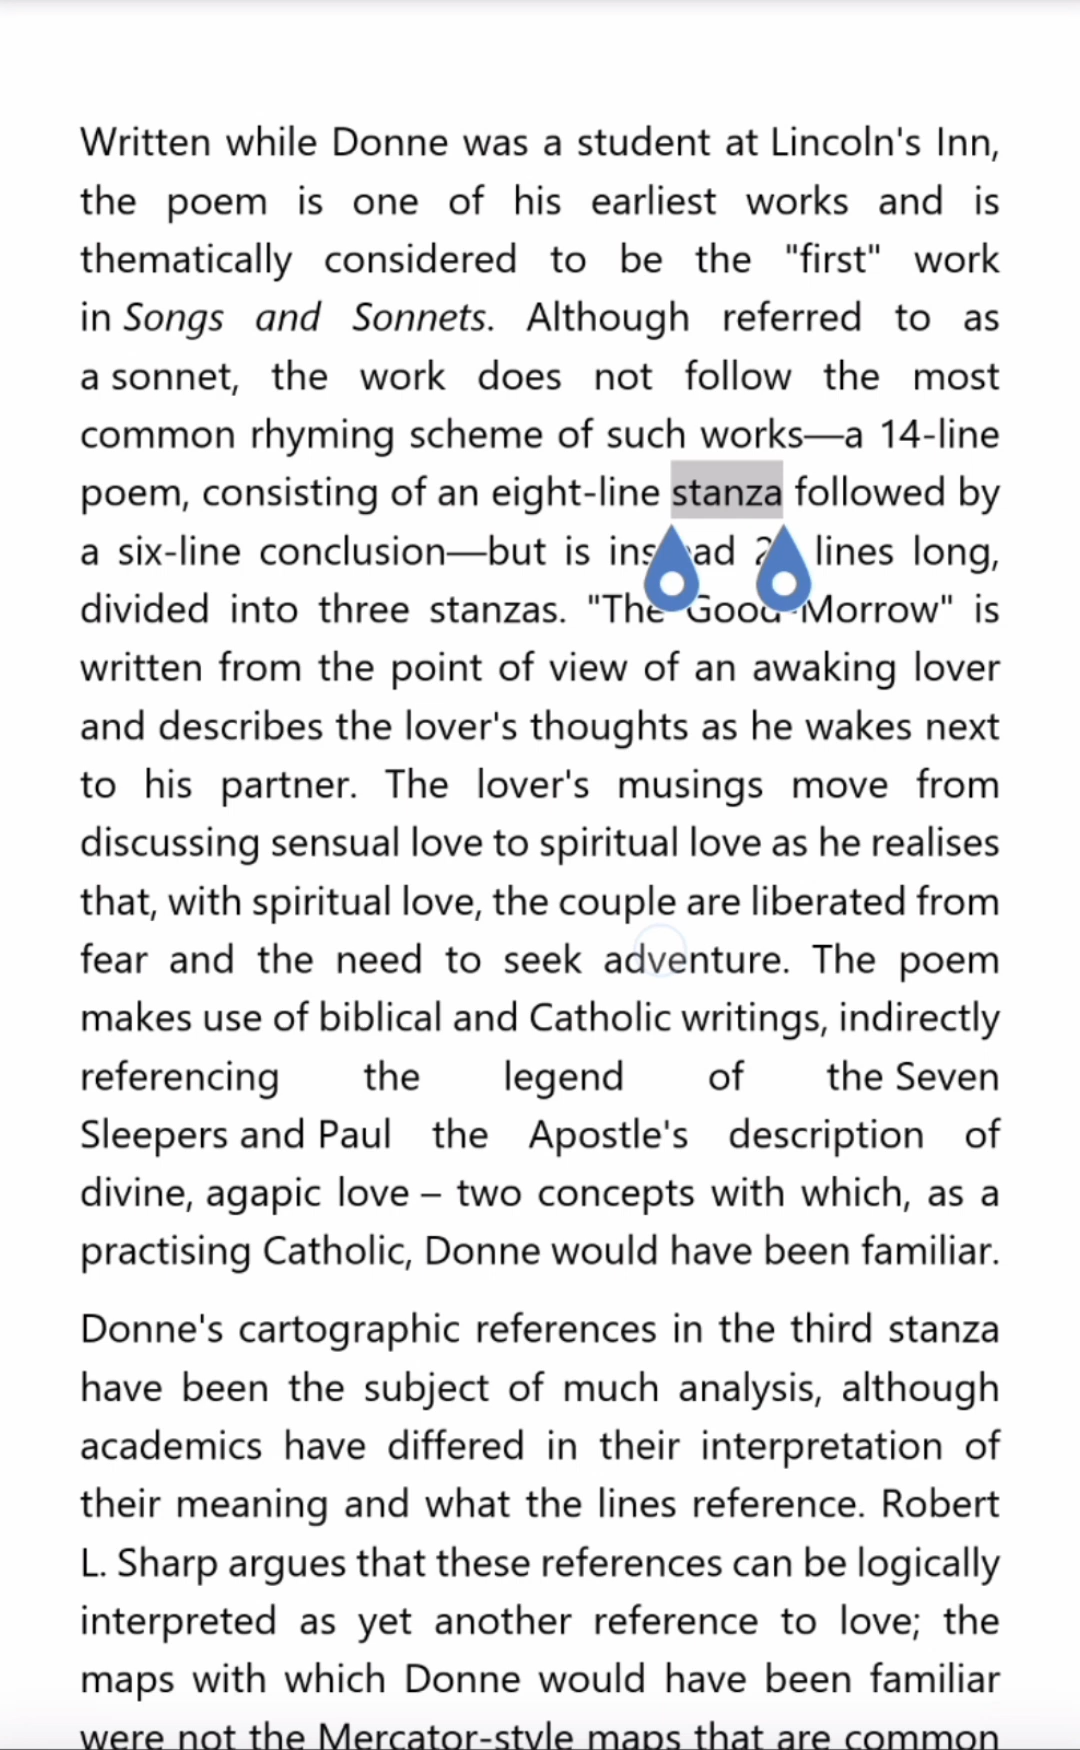 Written while Donne was a student at Lincoln's Inn,
the poem is one of his earliest works and is
thematically considered to be the "first" work
in Songs and Sonnets. Although referred to as
a sonnet, the work does not follow the most
common rhyming scheme of such works—a 14-line
poem, consisting of an eight-line stanza followed by
a six-line conclusion—but is lines long,
divided into three stanzas. "The Good-Morrow" is
written from the point of view of an awaking lover
and describes the lover's thoughts as he wakes next
to his partner. The lover's musings move from
discussing sensual love to spiritual love as he realises
that, with spiritual love, the couple are liberated from
fear and the need to seek adventure. The poem
makes use of biblical and Catholic writings, indirectly
referencing the legend of the Seven
Sleepers and Paul the Apostle's description of
divine, agapic love – two concepts with which, as a
practising Catholic, Donne would have been familiar.
Donne's cartographic references in the third stanza
have been the subject of much analysis, although
academics have differed in their interpretation of
their meaning and what the lines reference. Robert
L. Sharp argues that these references can be logically
interpreted as yet another reference to love; the
maps with which Donne would have been familiar
were not the Mercator-style maps that are common